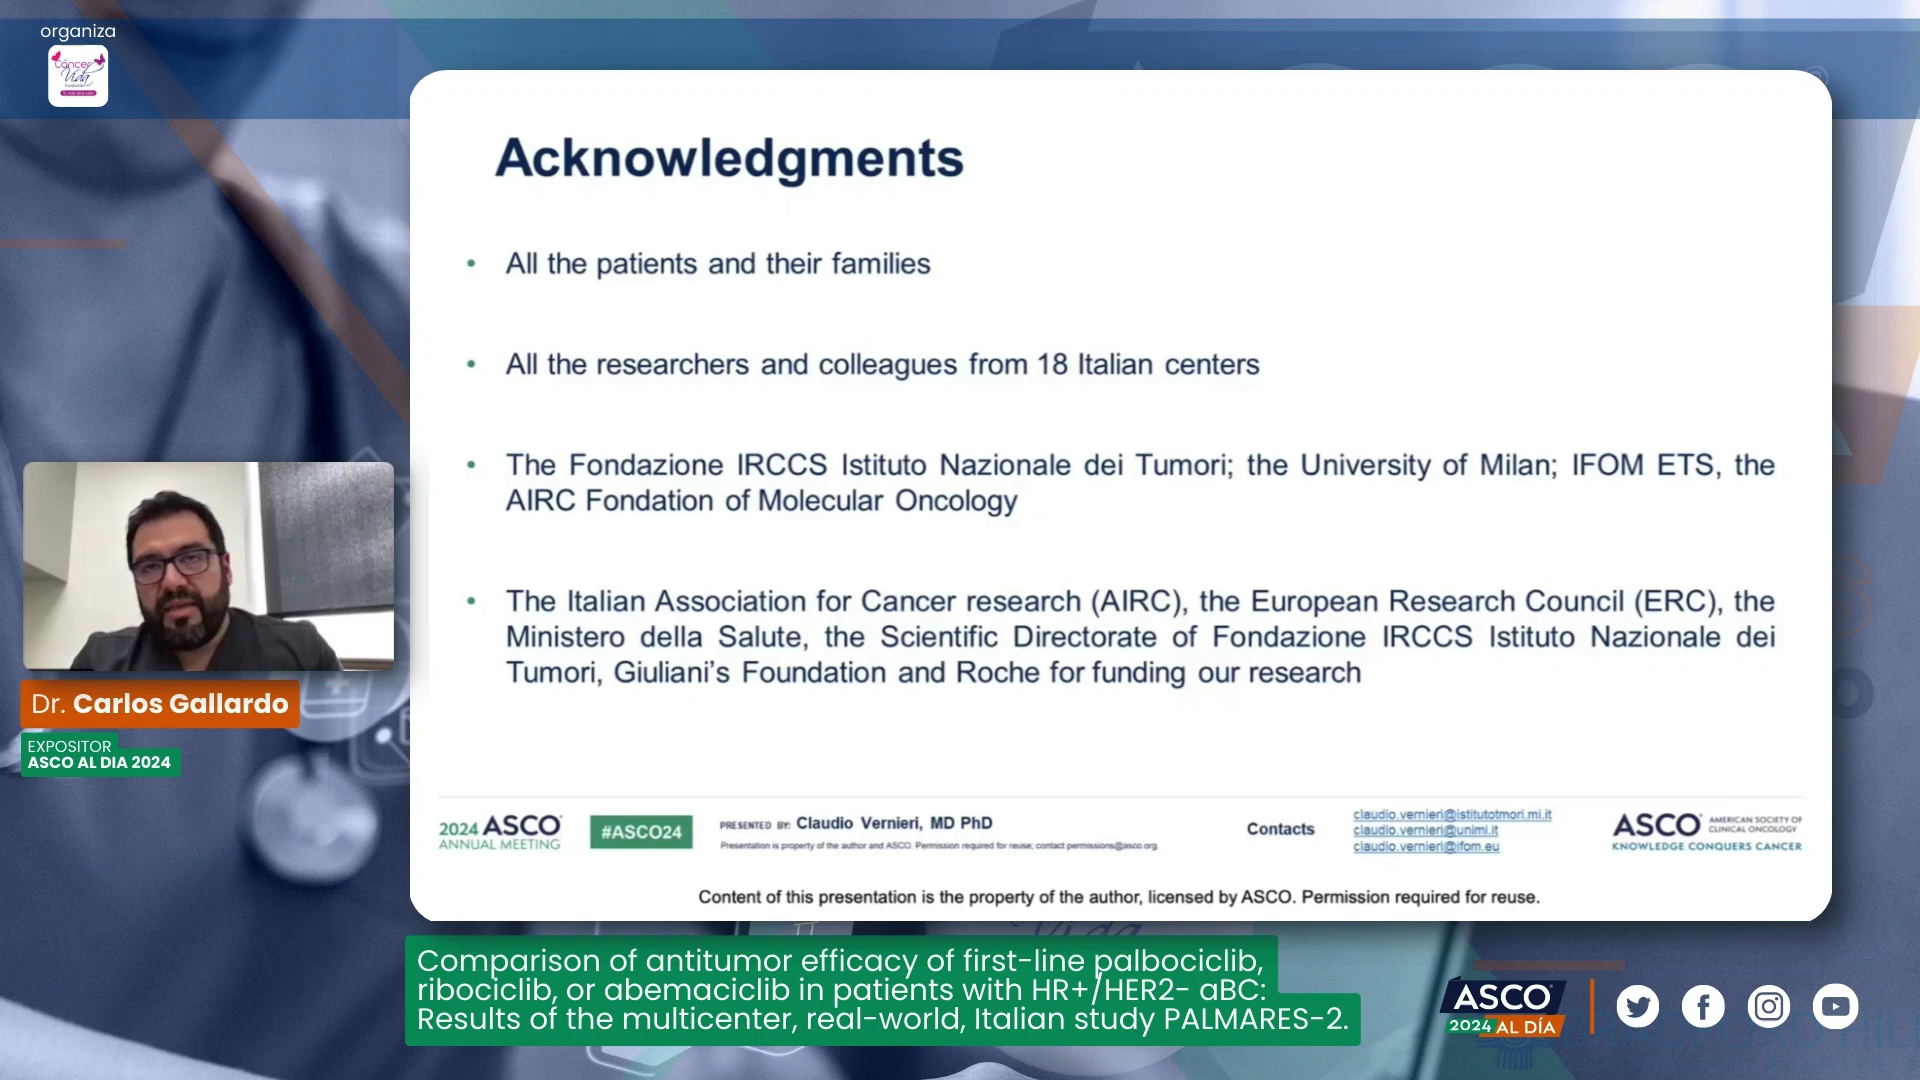 organiza
Cáncer
Vida
Acknowledgments
• All the patients and their families
• All the researchers and colleagues from 18 Italian centers
• The Fondazione IRCCS Istituto Nazionale dei Tumori; the University of Milan; IFOM ETS, the
AIRC Fondation of Molecular Oncology
• The Italian Association for Cancer research (AIRC), the European Research Council (ERC), the
Ministero della Salute, the Scientific Directorate of Fondazione IRCCS Istituto Nazionale dei
Tumori, Giuliani's Foundation and Roche for funding our research
Dr. Carlos Gallardo
EXPOSITOR
ASCO AL DIA 2024
2024 ASCO
ANNUAL MEETING
#ASCO24
PRESENTED BY: Claudio Vernieri, MD PhD
Presentation is property of the author and ASCO. Permission required for reuse; contact permissions@asco.org.
Contacts
claudio.vernieri@istitutotmori.mi.it
claudio.vernieri@unimi.it
claudio.vernieri@ifom.eu
ASCO AMERICAN SOCIETY OF
CLINICAL ONCOLOGY
KNOWLEDGE CONQUERS CANCER
Content of this presentation is the property of the author, licensed by ASCO. Permission required for reuse.
Comparison of antitumor efficacy of first-line palbociclib,
ribociclib, or abemaciclib in patients with HR+/HER2- aBC:
Results of the multicenter, real-world, Italian study PALMARES-2.
ASCO
2024 AL DÍA